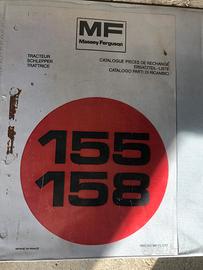 MF
Massey Ferguson
TRACTEUR
SCHLEPPER
TRATTRICE
CATALOGUE PIECES DE RECHANGE
ERSATZTEIL-LISTE
CATALOGO PARTI DI RICAMBIO
155
158